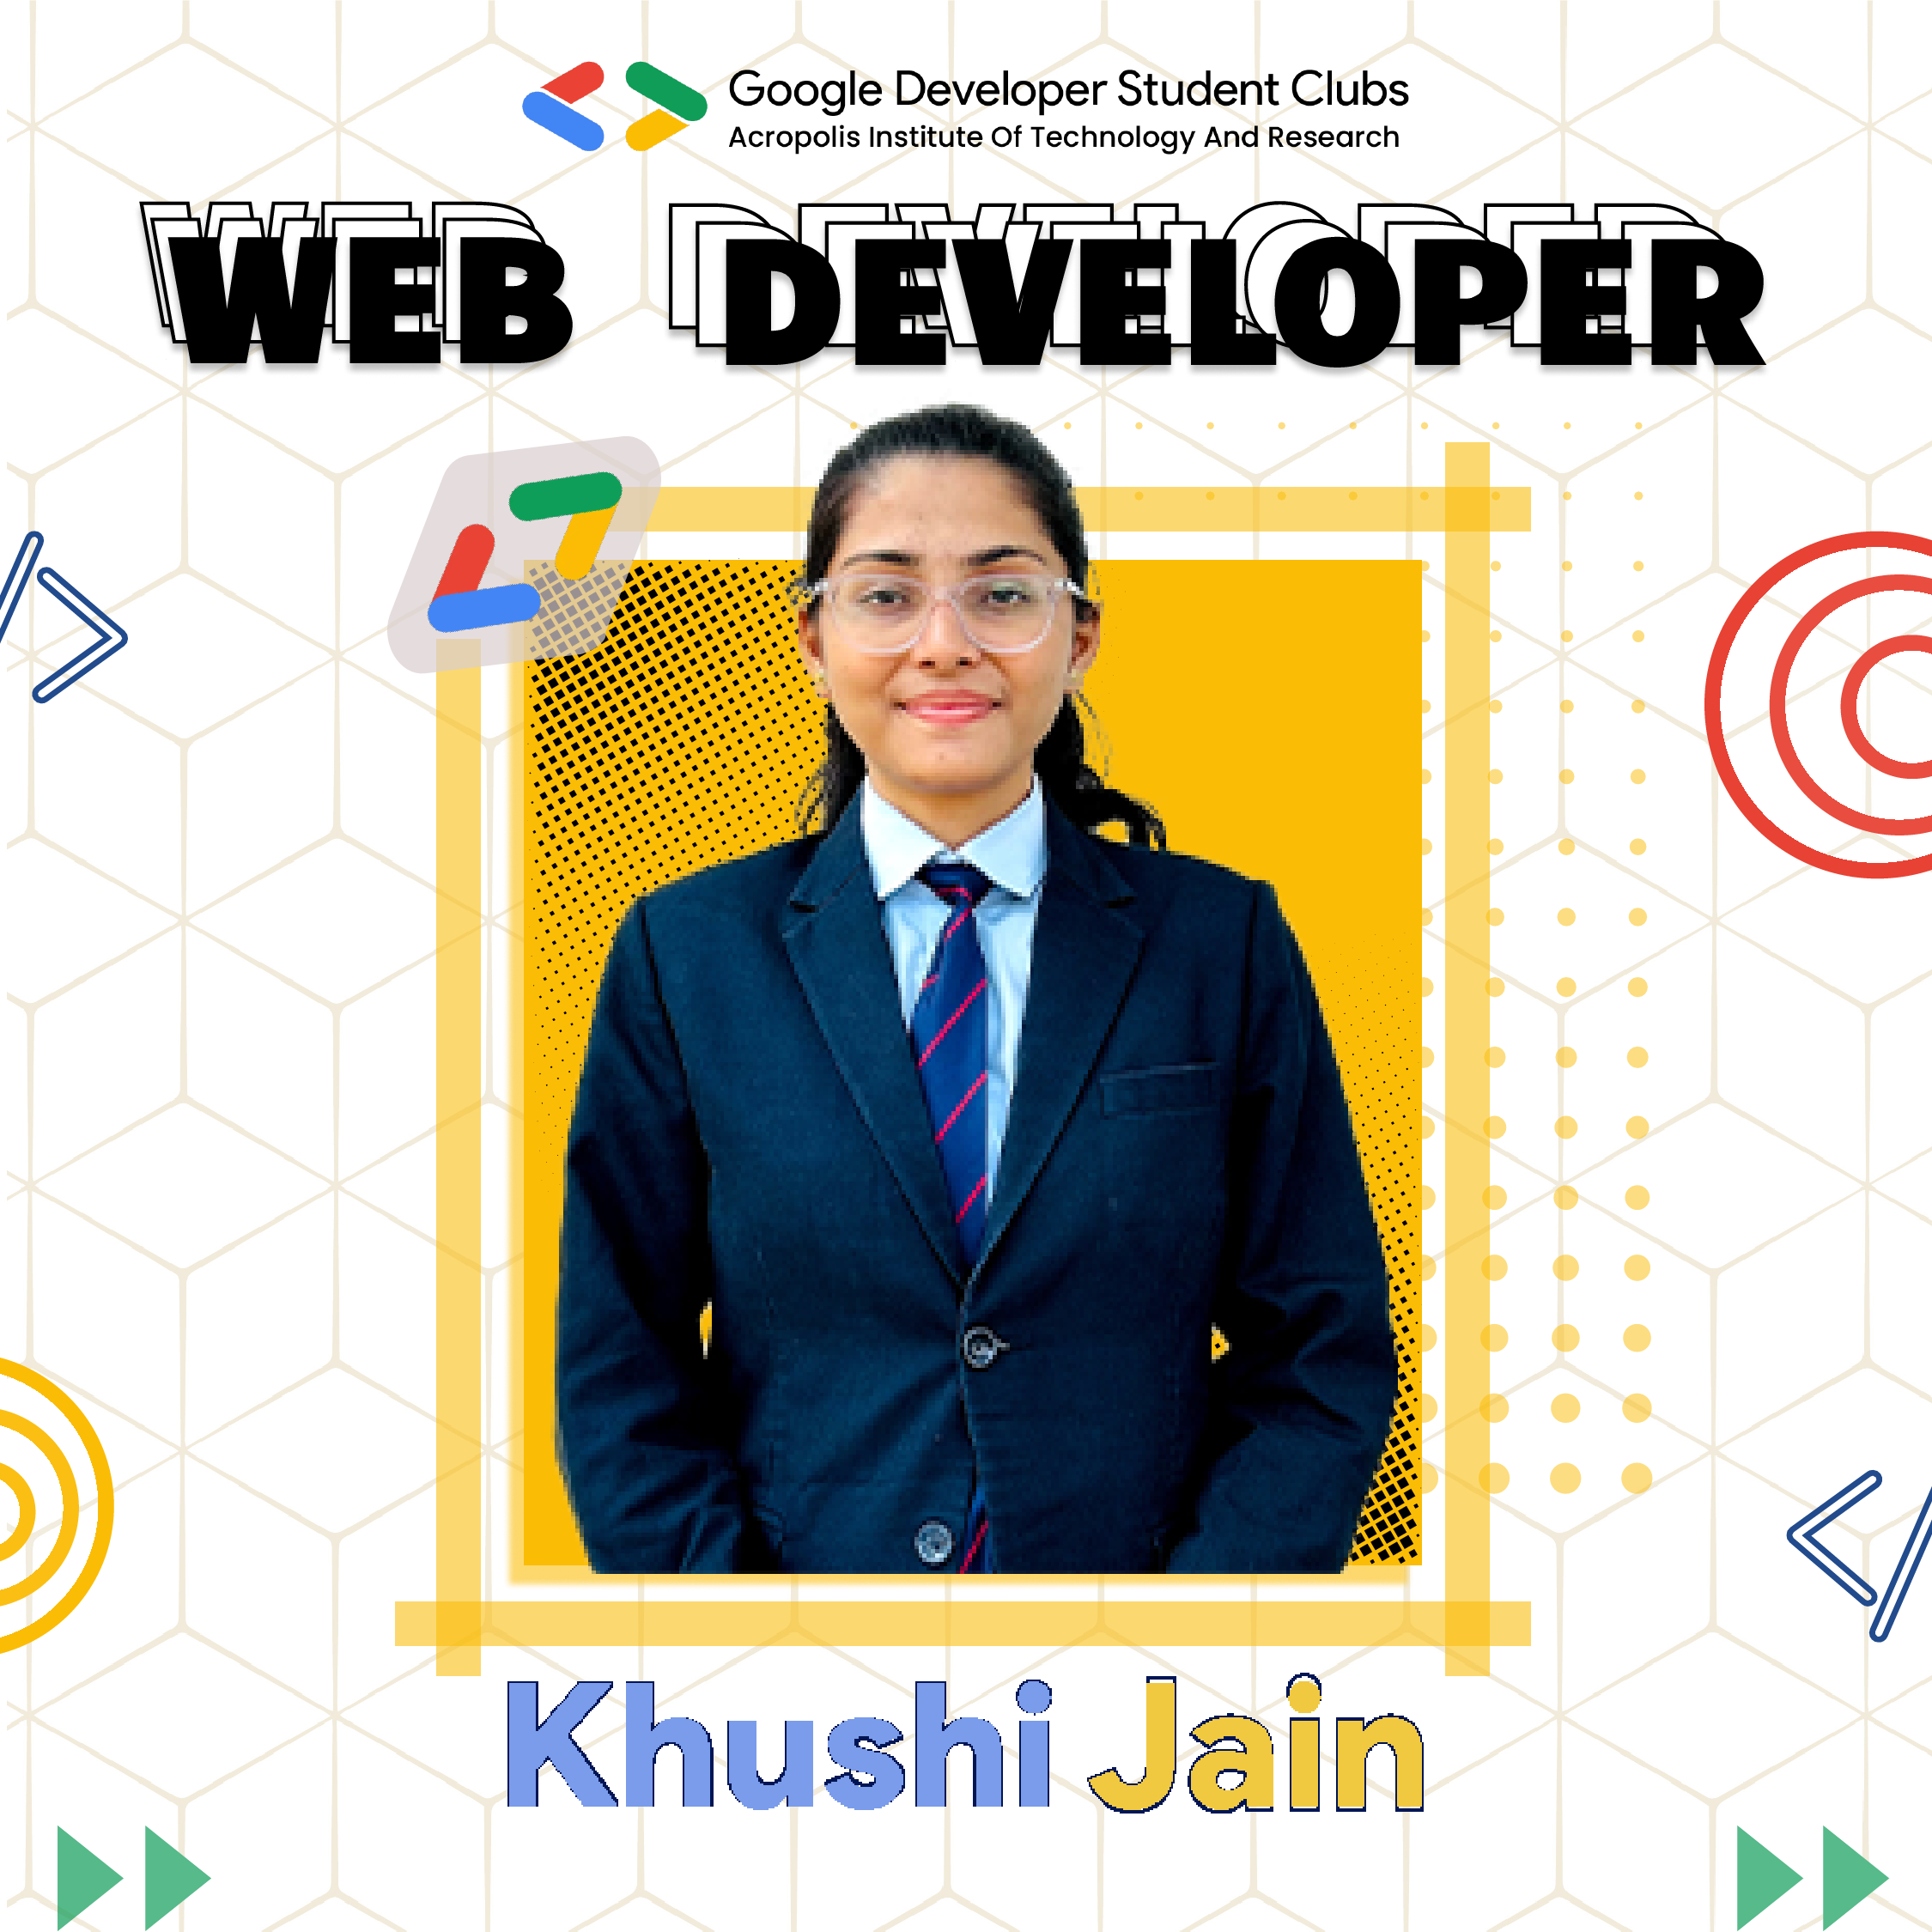 Google Developer Student Clubs
Acropolis Institute Of Technology And Research
WEB DEVELOPER
Khushi Jain